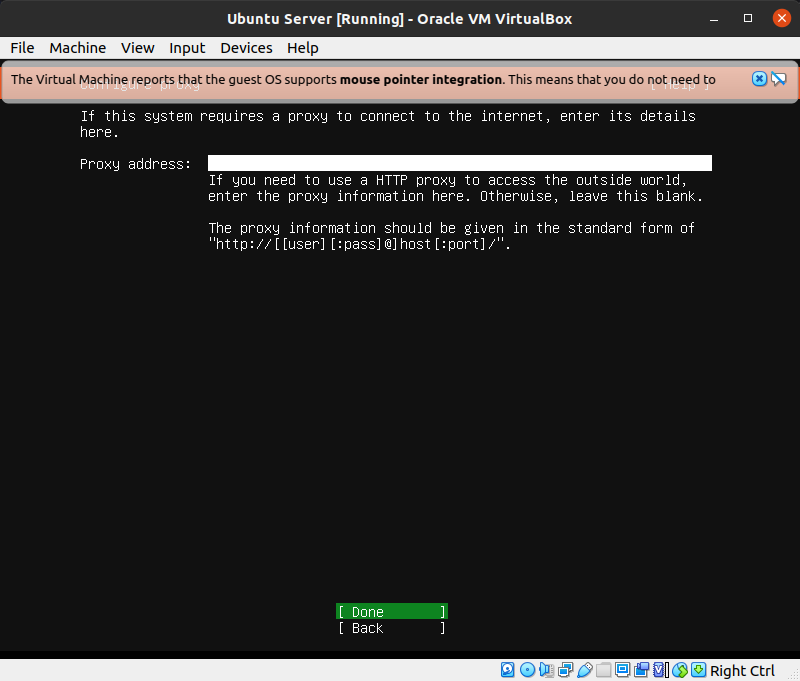 Ubuntu Server [Running] - Oracle VM VirtualBox
File Machine View Input Devices Help
The Virtual Machine reports that the guest OS supports mouse pointer integration. This means that you do not need to
Configure proxy [ Help ]
If this system requires a proxy to connect to the internet, enter its details
here.
Proxy address:
If you need to use a HTTP proxy to access the outside world,
enter the proxy information here. Otherwise, leave this blank.
The proxy information should be given in the standard form of
"http://[[user][:pass]@]host[:port]/".
[ Done ]
[ Back ]
Right Ctrl